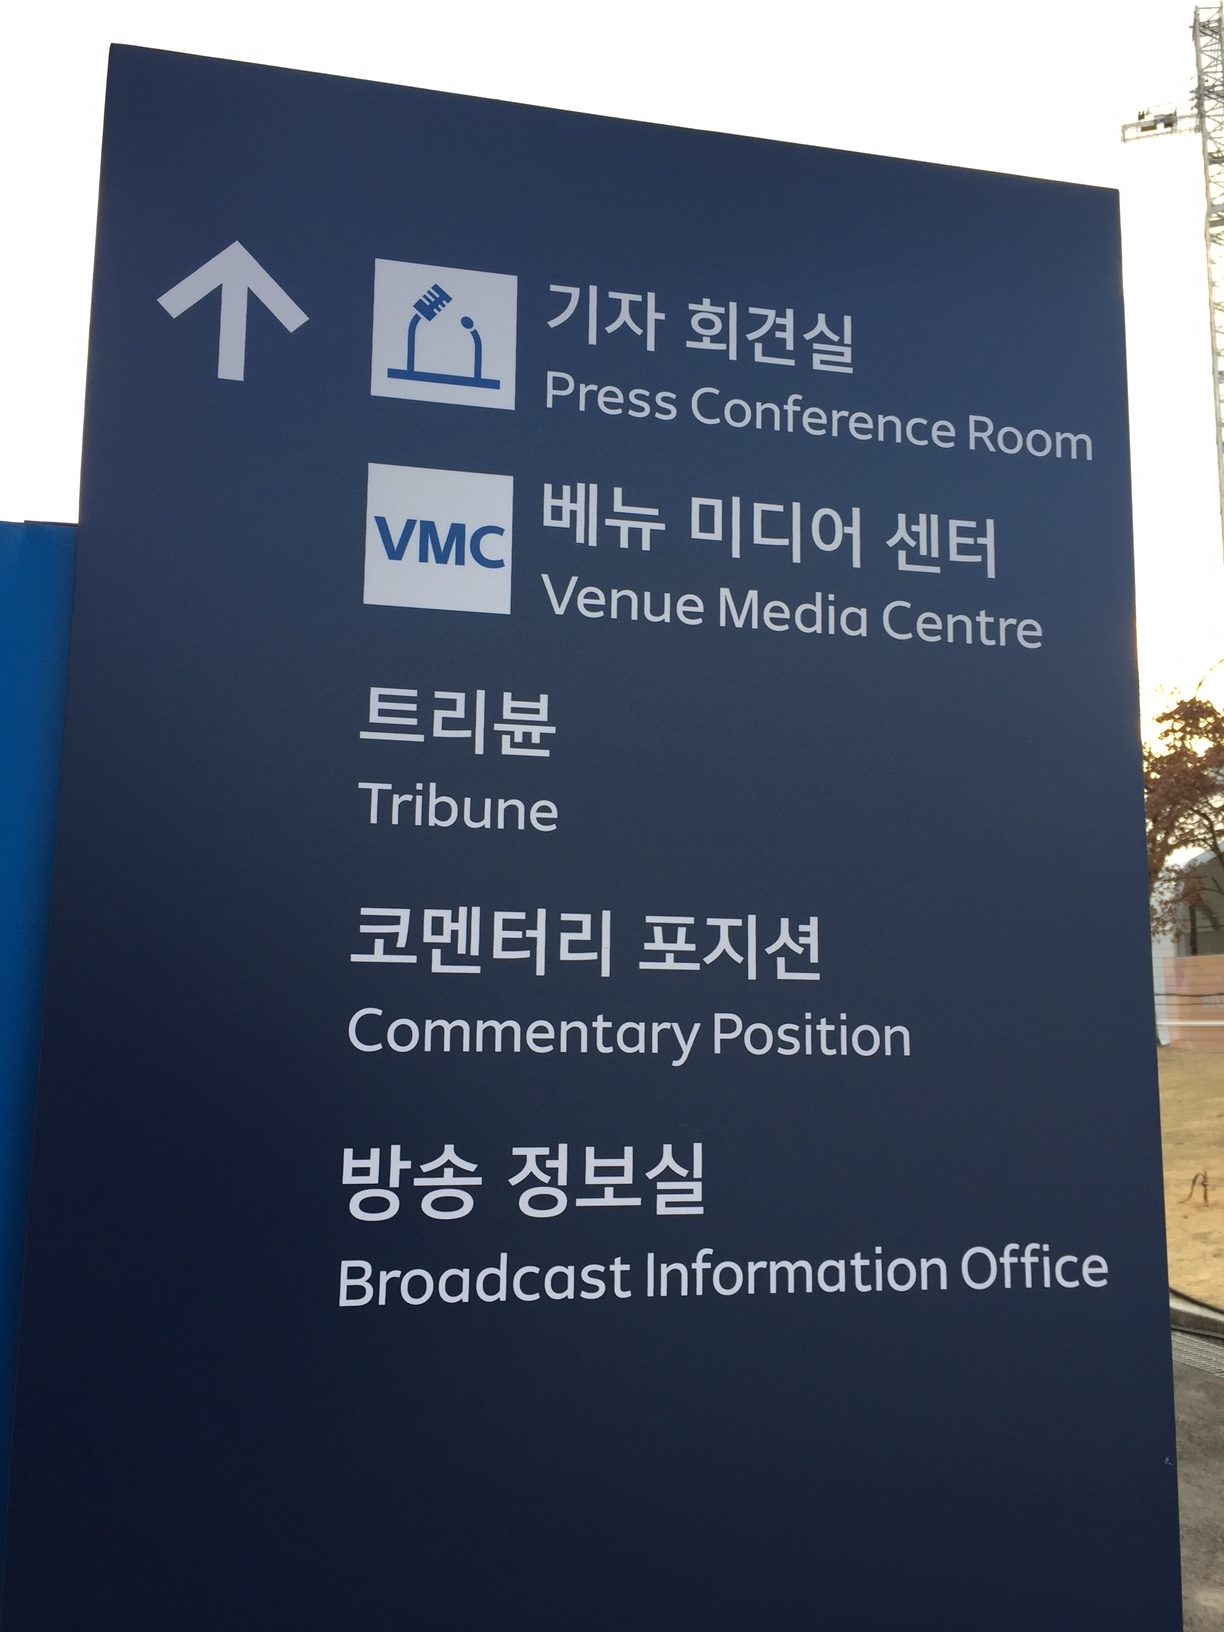 기자 회견실
Press Conference Room
VMC
베뉴 미디어 센터
Venue Media Centre
트리뷴
Tribune
코멘터리 포지션
Commentary Position
방송 정보실
Broadcast Information Office